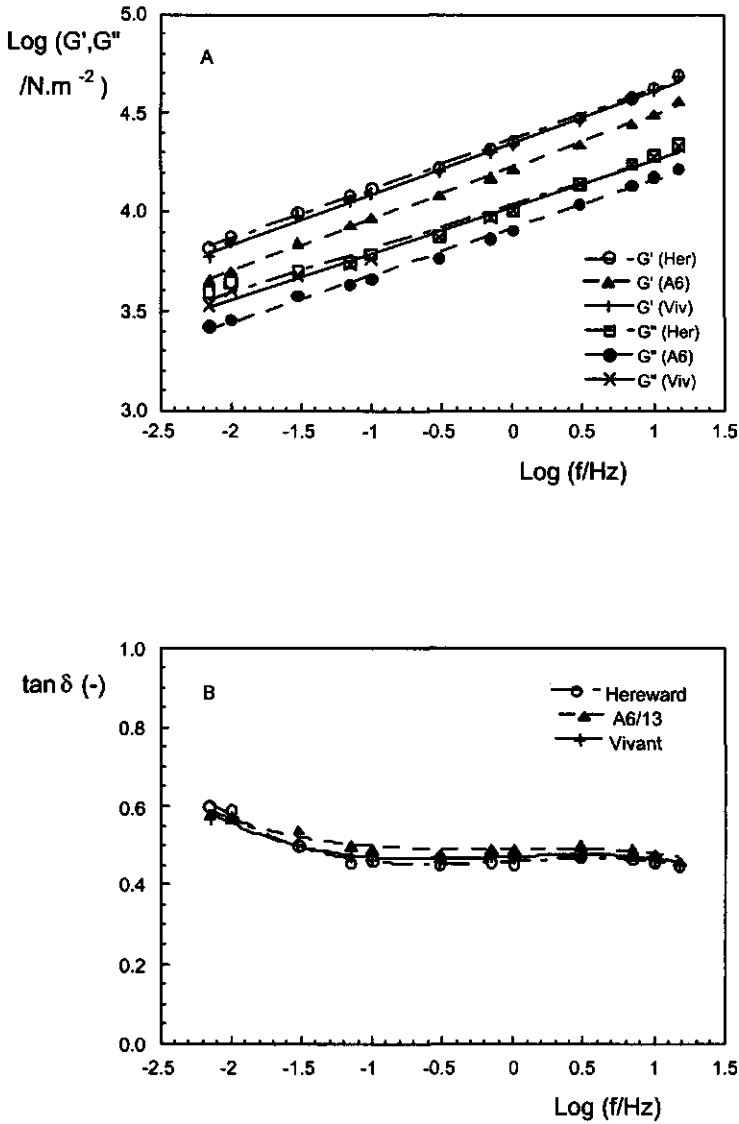 Log (G',G"
/N.m⁻²)
A
5.0
4.5
4.0
3.5
3.0
G' (Her)
G' (A6)
G' (Viv)
G" (Her)
G" (A6)
G" (Viv)
-2.5 -2 -1.5 -1 -0.5 0 0.5 1 1.5
Log (f/Hz)
tan δ (-)
B
1.0
0.8
0.6
0.4
0.2
0.0
Hereward
A6/13
Vivant
-2.5 -2 -1.5 -1 -0.5 0 0.5 1 1.5
Log (f/Hz)